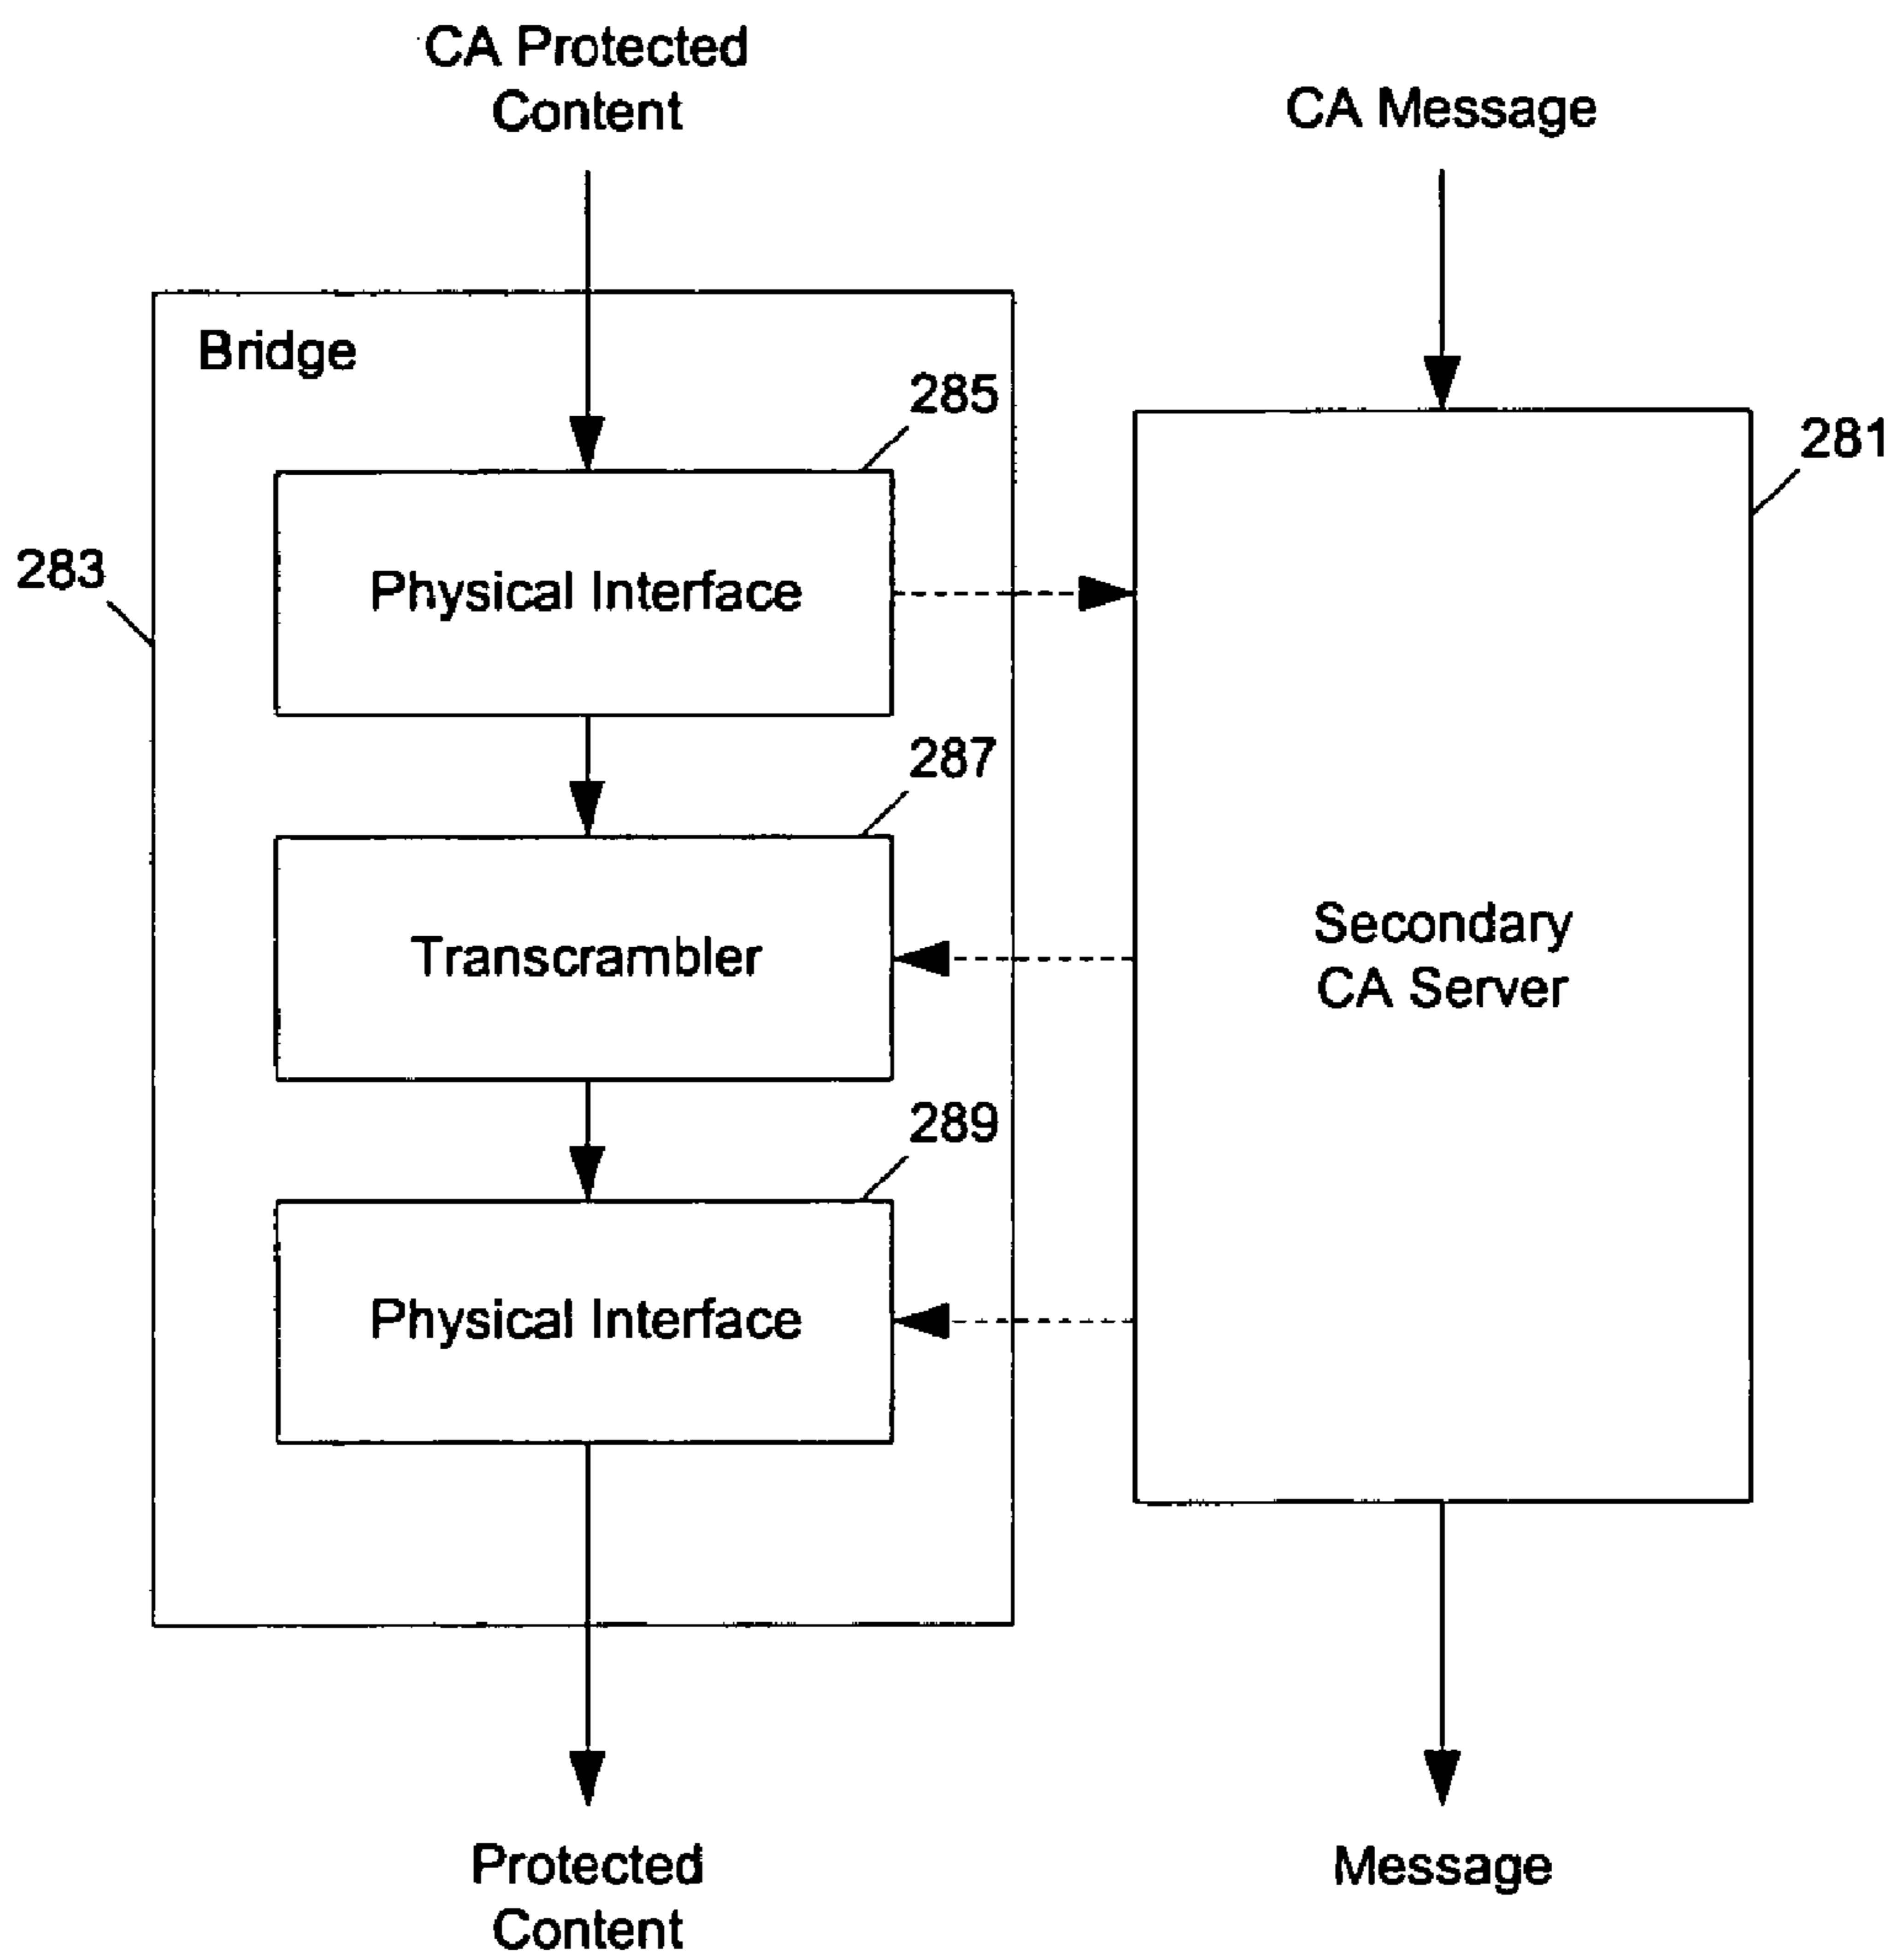 CA Protected
Content
CA Message
Bridge
285
281
Physical Interface
283
287
Transcrambler
Secondary
CA Server
289
Physical Interface
Protected
Content
Message